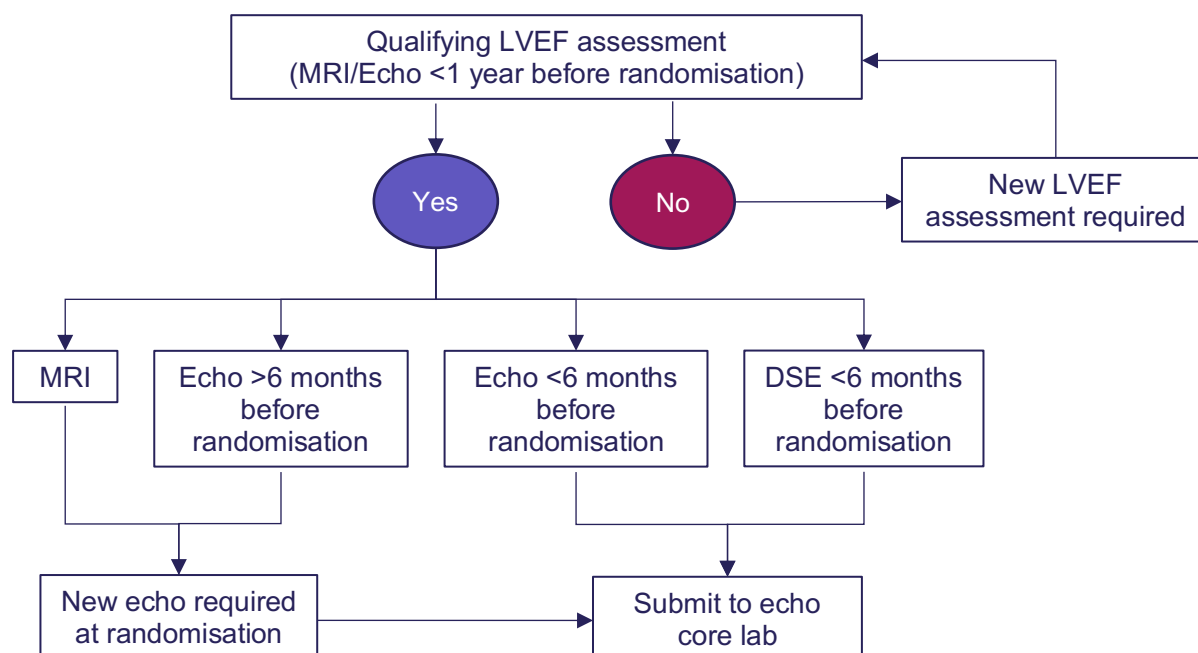 Qualifying LVEF assessment
(MRI/Echo <1 year before randomisation)
Yes
No
New LVEF
assessment required
MRI
Echo >6 months
before
randomisation
Echo <6 months
before
randomisation
DSE <6 months
before
randomisation
New echo required
at randomisation
Submit to echo
core lab